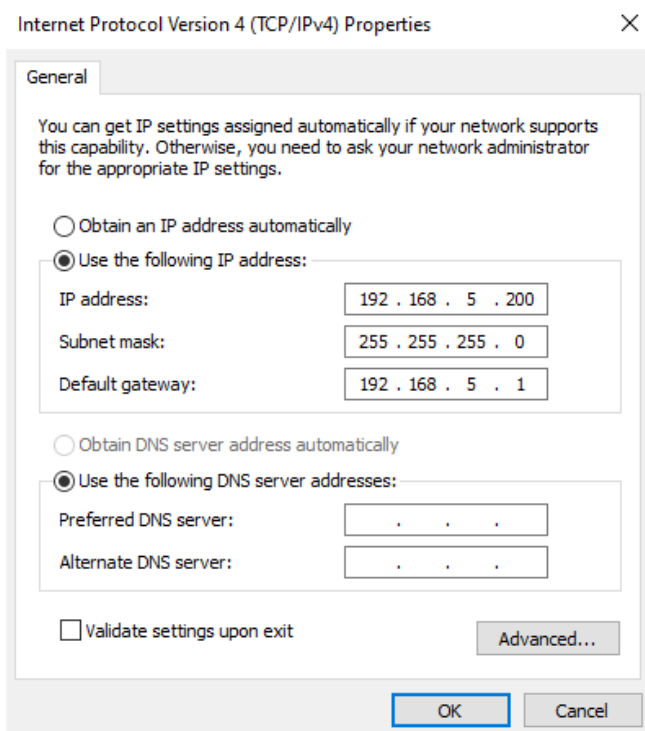 Internet Protocol Version 4 (TCP/IPv4) Properties
General
You can get IP settings assigned automatically if your network supports
this capability. Otherwise, you need to ask your network administrator
for the appropriate IP settings.
Obtain an IP address automatically
Use the following IP address:
IP address: 192 . 168 . 5 . 200
Subnet mask: 255 . 255 . 255 . 0
Default gateway: 192 . 168 . 5 . 1
Obtain DNS server address automatically
Use the following DNS server addresses:
Preferred DNS server: . . .
Alternate DNS server: . . .
Validate settings upon exit
Advanced...
OK Cancel